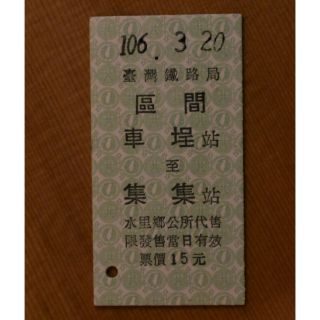 106. 3 20
臺灣鐵路局
區間
車埕站
至
集集站
水里鄉公所代售
限發售當日有效
票價15元